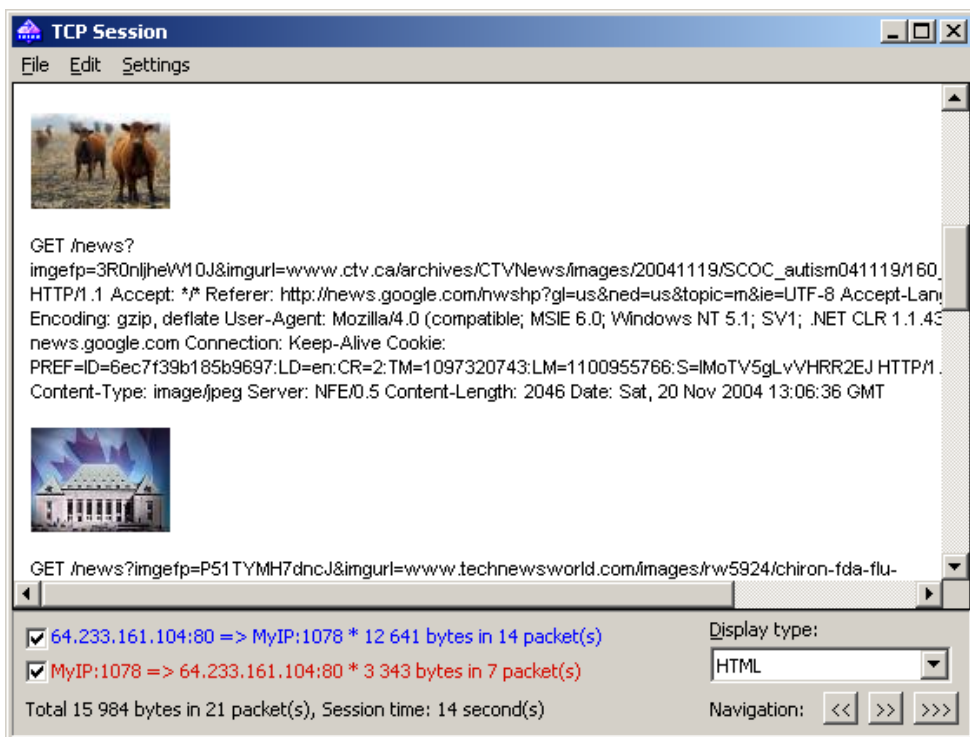 TCP Session
File Edit Settings
GET /news?
imgefp=3R0nljheW10J&imgurl=www.ctv.ca/archives/CTVNews/images/20041119/SCOC_autism041119/160_
HTTP/1.1 Accept: */* Referer: http://news.google.com/nwshp?gl=us&ned=us&topic=m&ie=UTF-8 Accept-Lan
Encoding: gzip, deflate User-Agent: Mozilla/4.0 (compatible; MSIE 6.0; Windows NT 5.1; SV1; .NET CLR 1.1.43
news.google.com Connection: Keep-Alive Cookie:
PREF=ID=6ec7f39b185b9697:LD=en:CR=2:TM=1097320743:LM=1100955766:S=IMoTV5gLvVHRR2EJ HTTP/1.
Content-Type: image/jpeg Server: NFE/0.5 Content-Length: 2046 Date: Sat, 20 Nov 2004 13:06:36 GMT
GET /news?imgefp=P51TYMH7dncJ&imgurl=www.technewsworld.com/images/rw5924/chiron-fda-flu-
64.233.161.104:80 => MyIP:1078 * 12 641 bytes in 14 packet(s)
MyIP:1078 => 64.233.161.104:80 * 3 343 bytes in 7 packet(s)
Total 15 984 bytes in 21 packet(s), Session time: 14 second(s)
Display type:
HTML
Navigation: << >> >>>